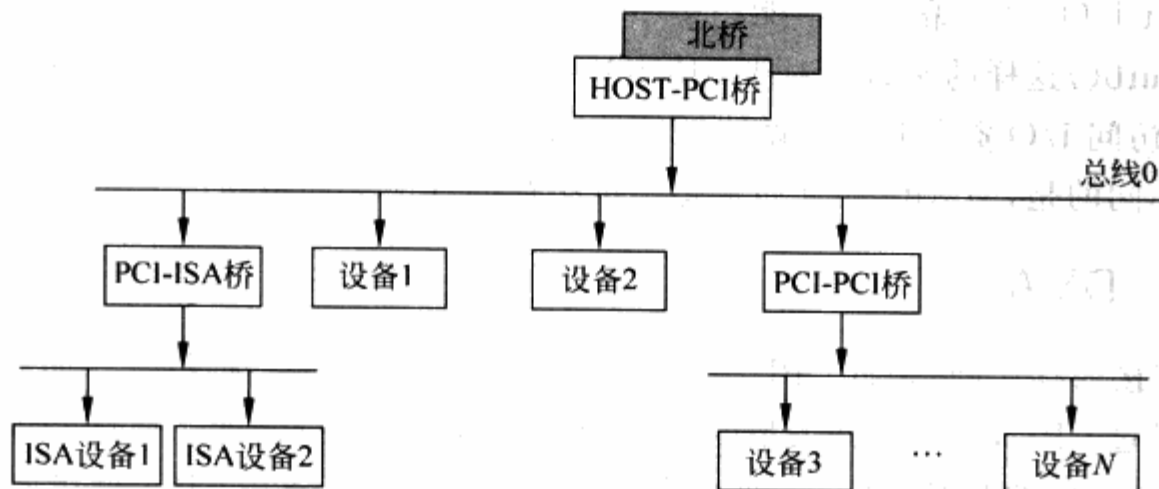 北桥
HOST-PCI桥
总线0
PCI-ISA桥
设备1
设备2
PCI-PCI桥
ISA设备1
ISA设备2
设备3
…
设备N